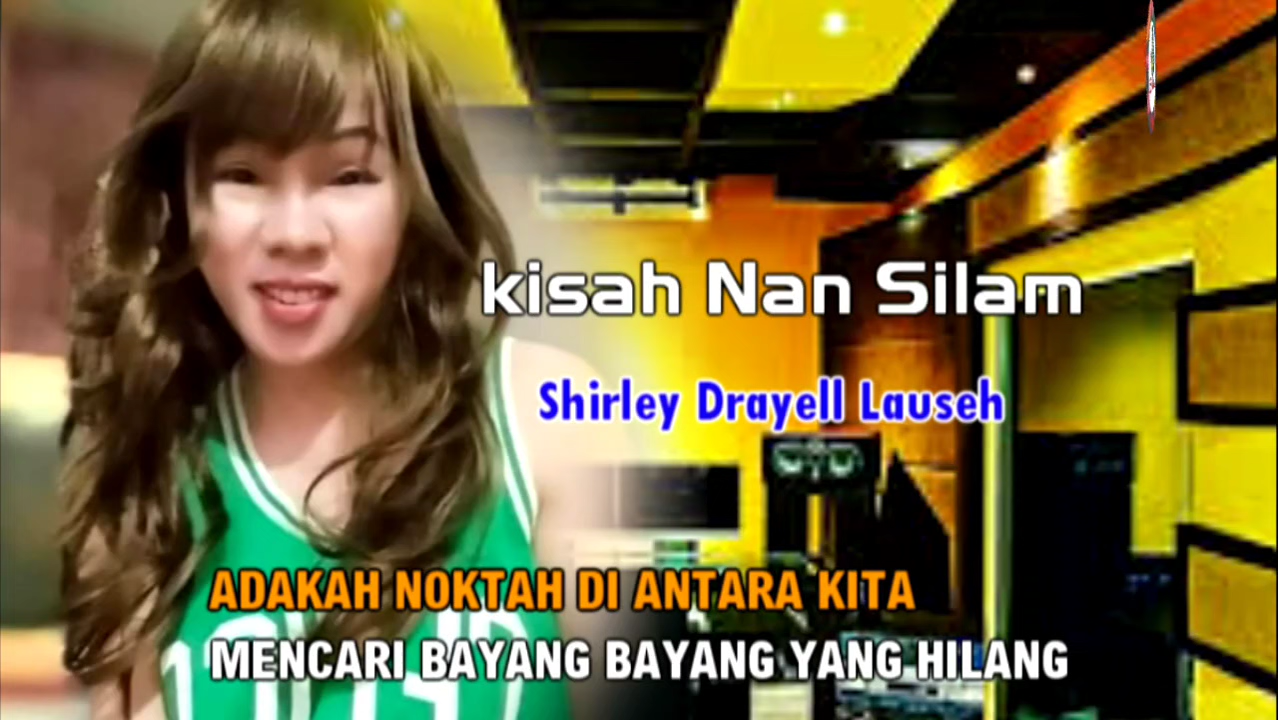 kisah Nan Silam
Shirley Drayell Lauseh
ADAKAH NOKTAH DI ANTARA KITA
MENCARI BAYANG BAYANG YANG HILANG